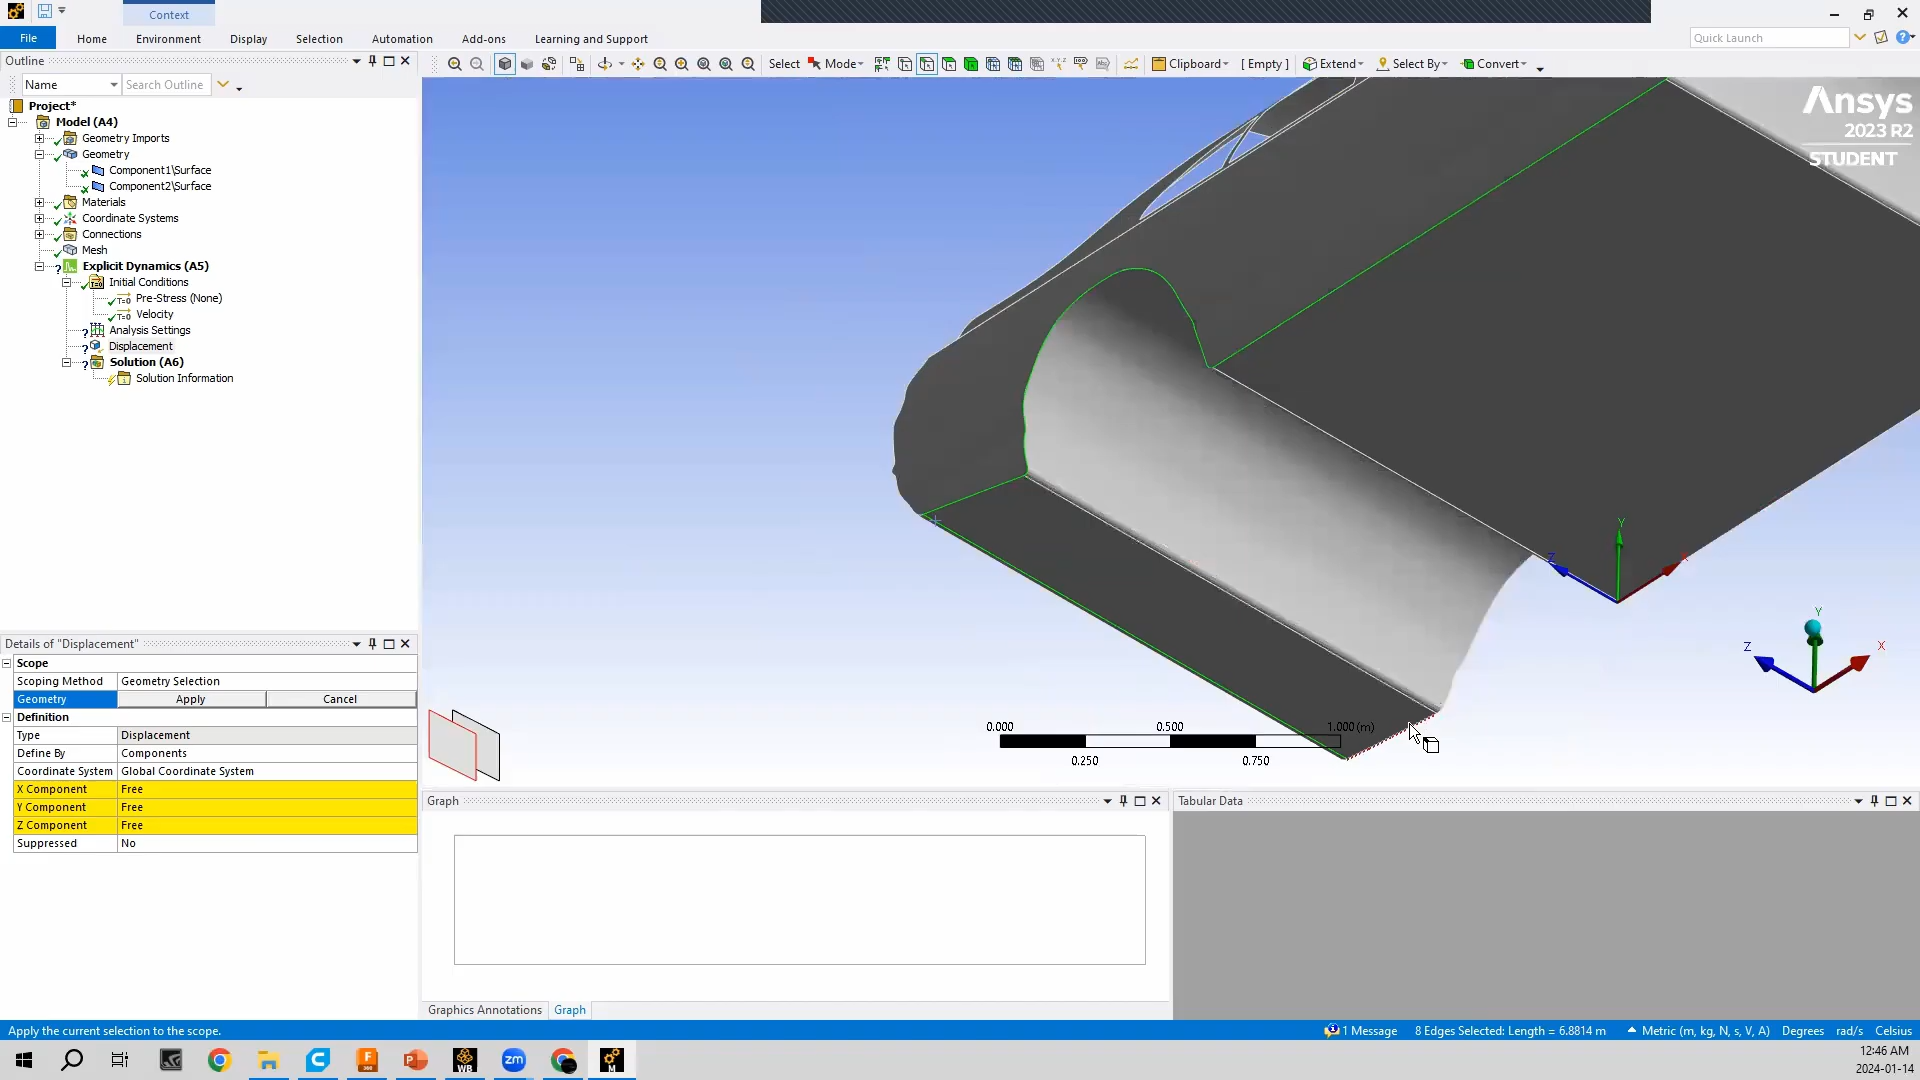 Context
File
Home
Environment
Display
Selection
Automation
Add-ons
Learning and Support
Quick Launch
Outline
Name
Search Outline
Select
Mode
Clipboard
[ Empty ]
Extend
Select By
Convert
Project*
Model (A4)
Geometry Imports
Geometry
Component1\Surface
Component2\Surface
Materials
Coordinate Systems
Connections
Mesh
Explicit Dynamics (A5)
Initial Conditions
Pre-Stress (None)
Velocity
Analysis Settings
Displacement
Solution (A6)
Solution Information
Ansys
2023 R2
STUDENT
Y
Z
X
Y
Z
X
0.000
0.500
1.000 (m)
0.250
0.750
Details of "Displacement"
Scope
Scoping Method Geometry Selection
Geometry Apply Cancel
Definition
Type Displacement
Define By Components
Coordinate System Global Coordinate System
X Component Free
Y Component Free
Z Component Free
Suppressed No
Graph
Tabular Data
Graphics Annotations
Graph
Apply the current selection to the scope.
1 Message
8 Edges Selected: Length = 6.8814 m
Metric (m, kg, N, s, V, A)
Degrees
rad/s
Celsius
WB
zm
M
12:46 AM
2024-01-14